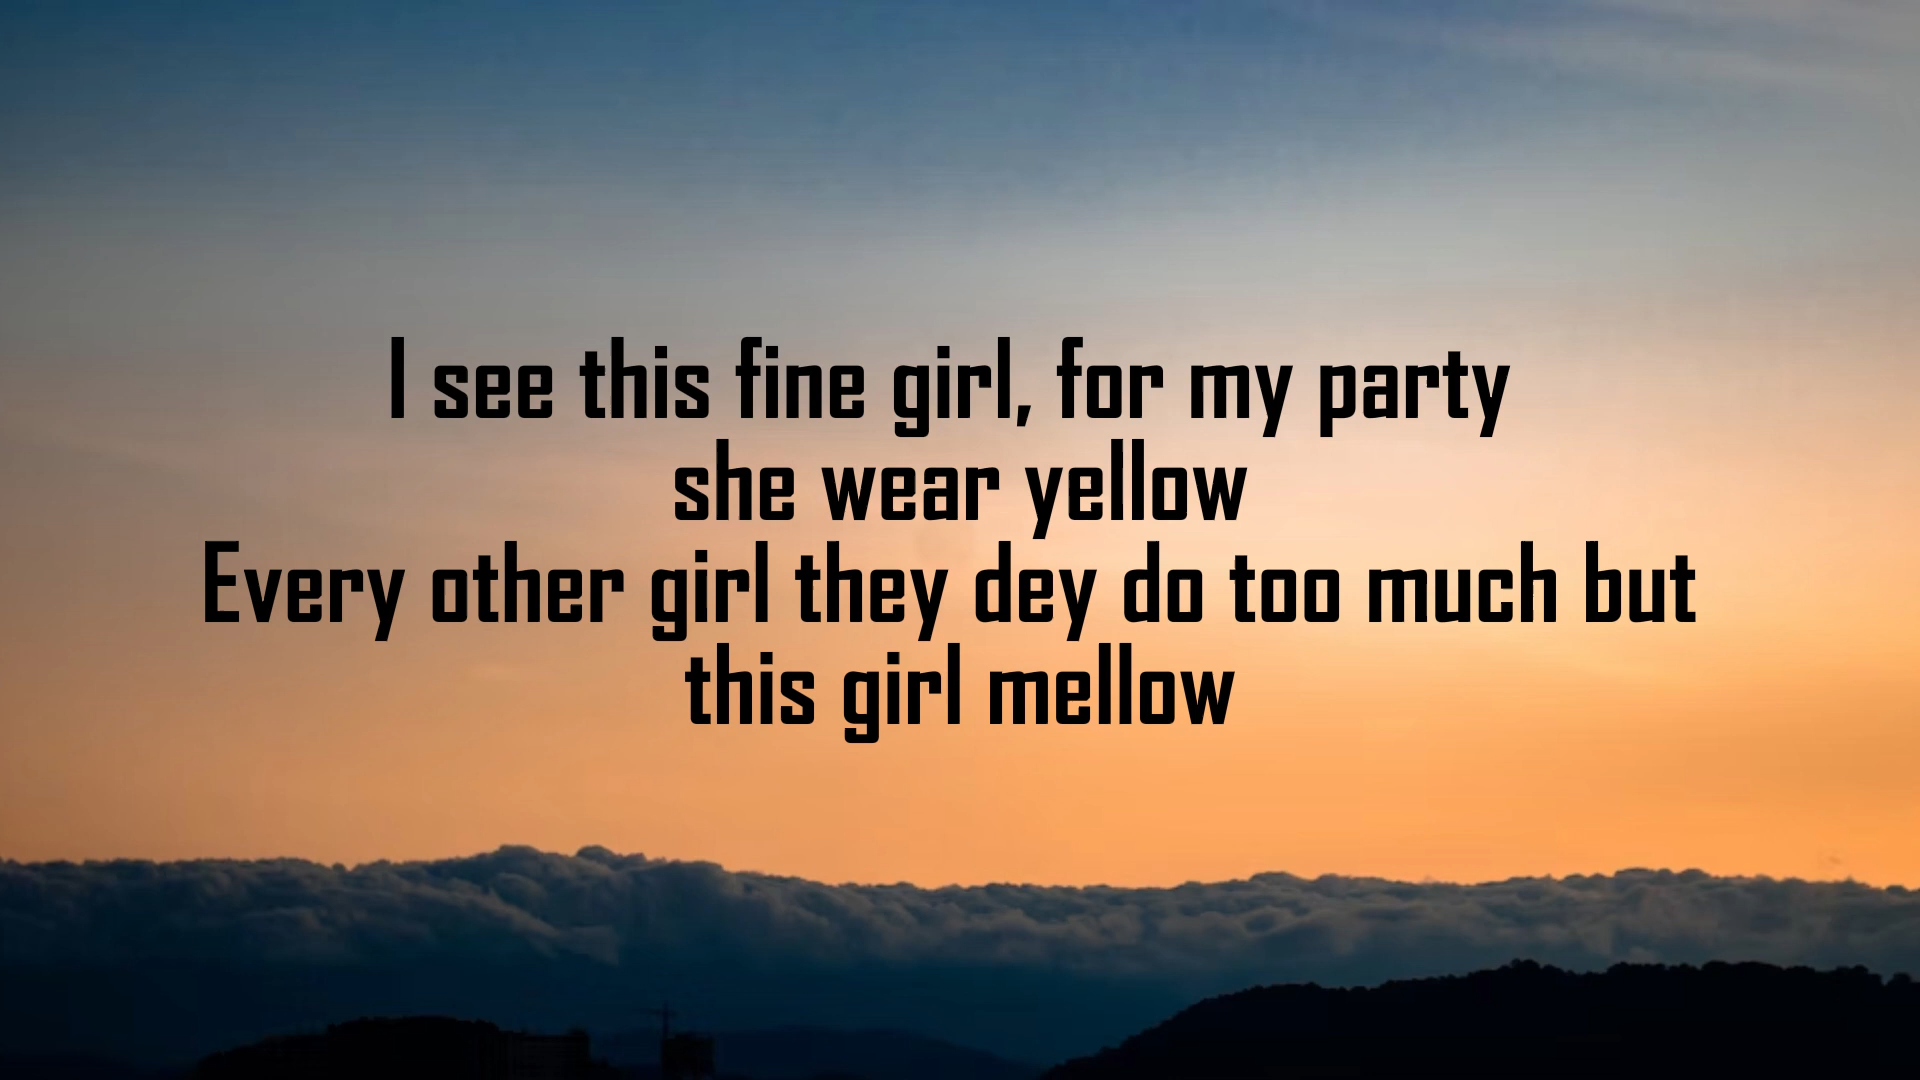 I see this fine girl, for my party
she wear yellow
Every other girl they dey do too much but
this girl mellow